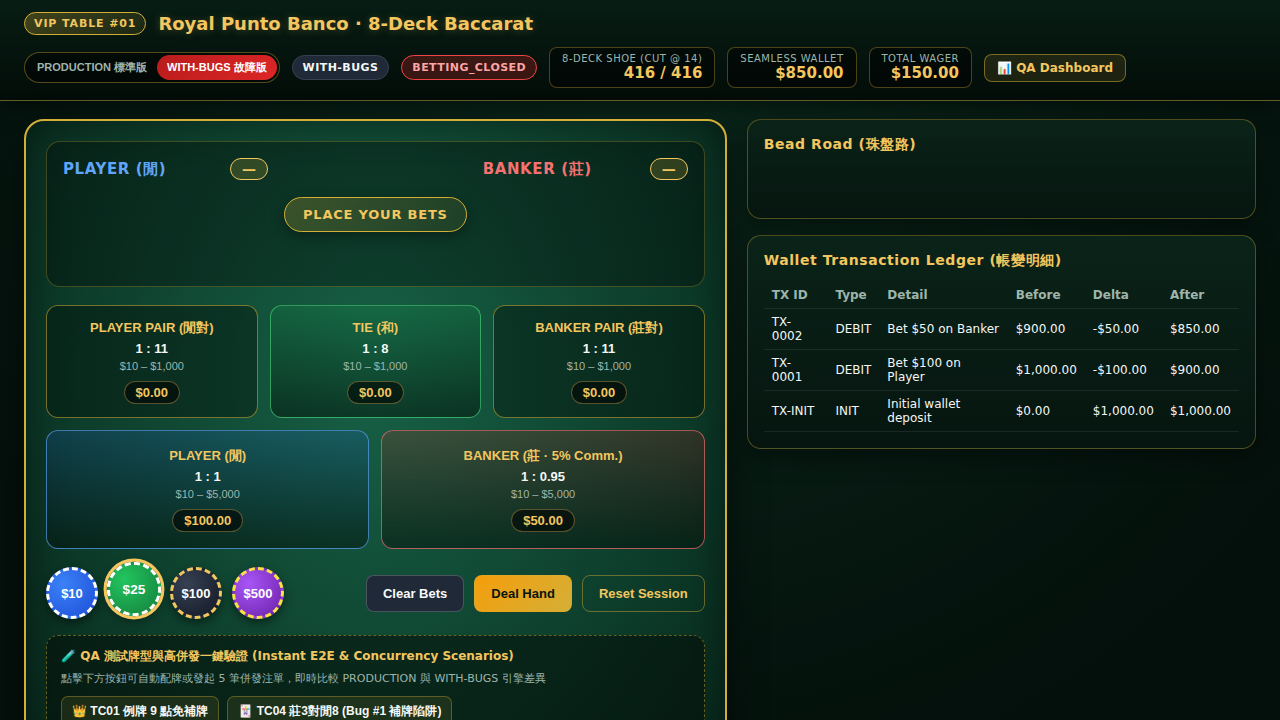 VIP TABLE #01
Royal Punto Banco · 8-Deck Baccarat
PRODUCTION 標準版
WITH-BUGS 故障版
WITH-BUGS
BETTING_CLOSED
8-DECK SHOE (CUT @ 14)
416 / 416
SEAMLESS WALLET
$850.00
TOTAL WAGER
$150.00
📊 QA Dashboard
PLAYER (閒)
—
BANKER (莊)
—
PLACE YOUR BETS
PLAYER PAIR (閒對)
1 : 11
$10 – $1,000
$0.00
TIE (和)
1 : 8
$10 – $1,000
$0.00
BANKER PAIR (莊對)
1 : 11
$10 – $1,000
$0.00
PLAYER (閒)
1 : 1
$10 – $5,000
$100.00
BANKER (莊 · 5% Comm.)
1 : 0.95
$10 – $5,000
$50.00
$10
$25
$100
$500
Clear Bets
Deal Hand
Reset Session
🧪 QA 測試牌型與高併發一鍵驗證 (Instant E2E & Concurrency Scenarios)
點擊下方按鈕可自動配牌或發起 5 筆併發注單，即時比較 PRODUCTION 與 WITH-BUGS 引擎差異
👑 TC01 例牌 9 點免補牌
🃏 TC04 莊3對閒8 (Bug #1 補牌陷阱)
Bead Road (珠盤路)
Wallet Transaction Ledger (帳變明細)
TX ID Type Detail Before Delta After
TX-0002 DEBIT Bet $50 on Banker $900.00 -$50.00 $850.00
TX-0001 DEBIT Bet $100 on Player $1,000.00 -$100.00 $900.00
TX-INIT INIT Initial wallet deposit $0.00 $1,000.00 $1,000.00